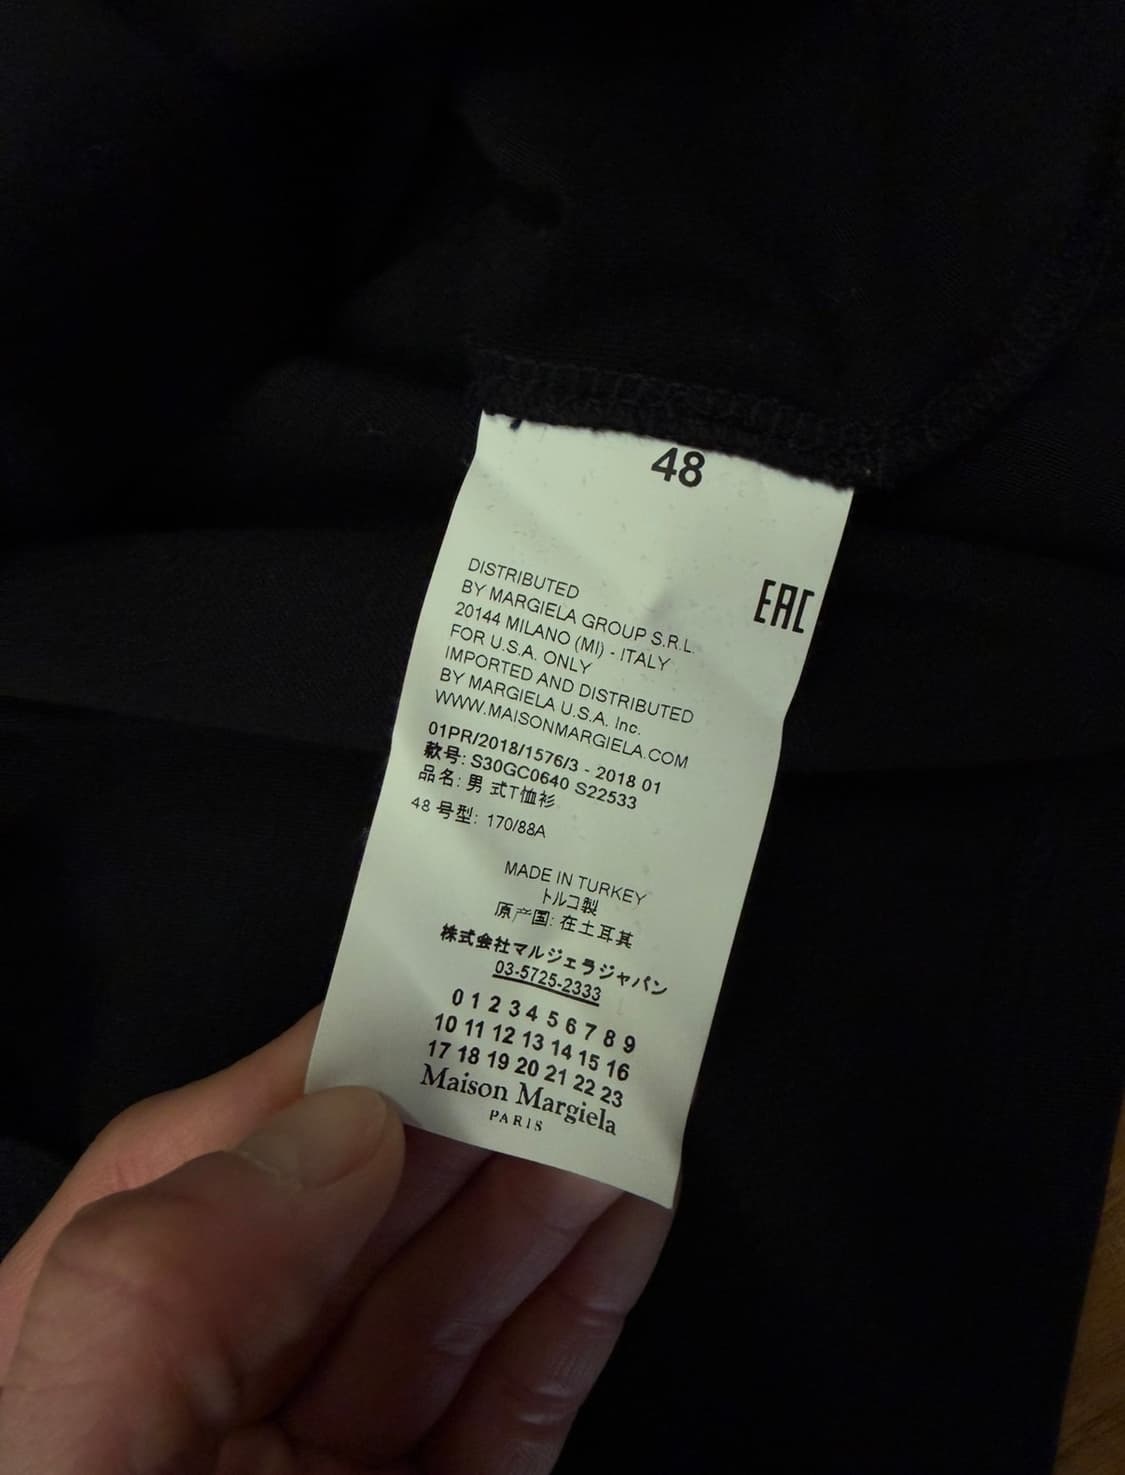 48
EAC
DISTRIBUTED
BY MARGIELA GROUP S.R.L.
20144 MILANO (MI) - ITALY
FOR U.S.A. ONLY
IMPORTED AND DISTRIBUTED
BY MARGIELA U.S.A. Inc.
WWW.MAISONMARGIELA.COM
01PR/2018/1576/3 - 2018 01
款号: S30GC0640 S22533
品名: 男 式T恤衫
48 号型: 170/88A
MADE IN TURKEY
トルコ製
原产国: 在土耳其
株式会社マルジェラジャパン
03-5725-2333
0 1 2 3 4 5 6 7 8 9
10 11 12 13 14 15 16
17 18 19 20 21 22 23
Maison Margiela
PARIS